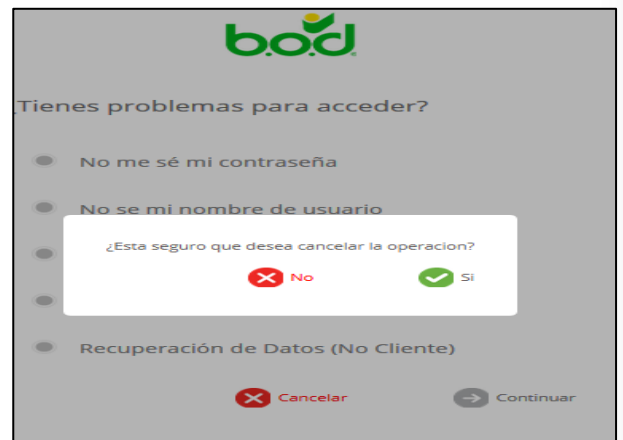 b.o.d.
¿Tienes problemas para acceder?
No me sé mi contraseña
No se mi nombre de usuario
¿Esta seguro que desea cancelar la operacion?
No
Si
Recuperación de Datos (No Cliente)
Cancelar
Continuar